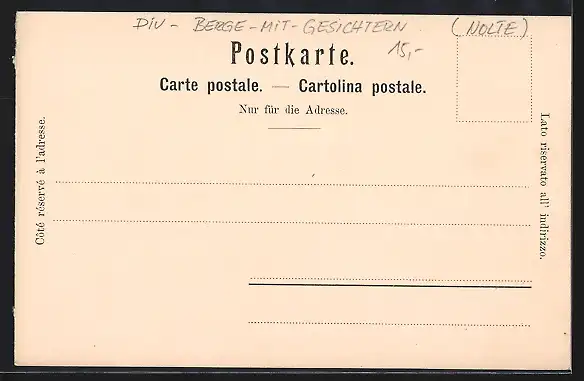 DIV - BERGE-MIT-GESICHTERN (NOLTE)
15,-
Postkarte.
Carte postale. — Cartolina postale.
Nur für die Adresse.
Côté réservé à l'adresse.
Lato riservato all' indirizzo.